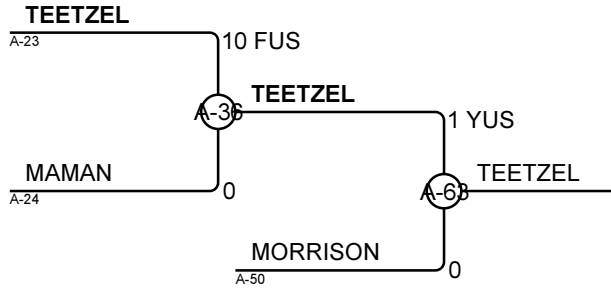 TEETZEL
A-23
10 FUS
A-36
TEETZEL
MAMAN
A-24
0
1 YUS
A-63
TEETZEL
MORRISON
A-50
0